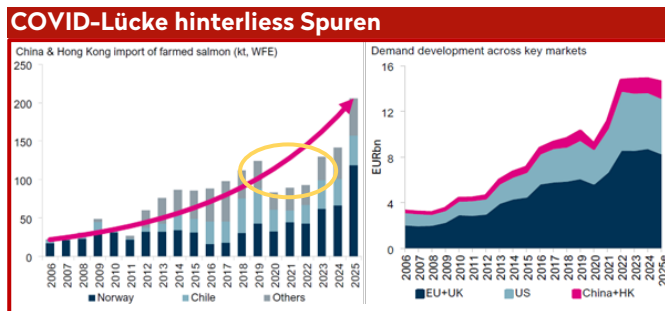 COVID-Lücke hinterliess Spuren
China & Hong Kong import of farmed salmon (kt, WFE)
250
200
150
100
50
0
2006 2007 2008 2009 2010 2011 2012 2013 2014 2015 2016 2017 2018 2019 2020 2021 2022 2023 2024 2025
Norway Chile Others
Demand development across key markets
EURbn
16
12
8
4
0
2006 2007 2008 2009 2010 2011 2012 2013 2014 2015 2016 2017 2018 2019 2020 2021 2022 2023 2024 2025e
EU+UK US China+HK